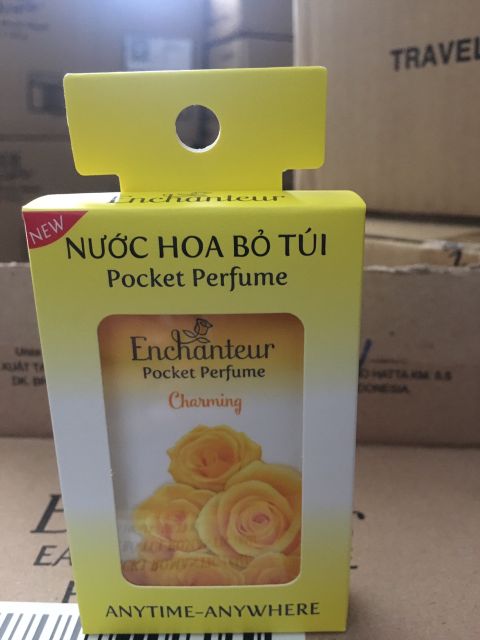 TRAVEL
Enchanteur
NEW
NƯỚC HOA BỎ TÚI
Pocket Perfume
Enchanteur
Pocket Perfume
Charming
ANYTIME-ANYWHERE